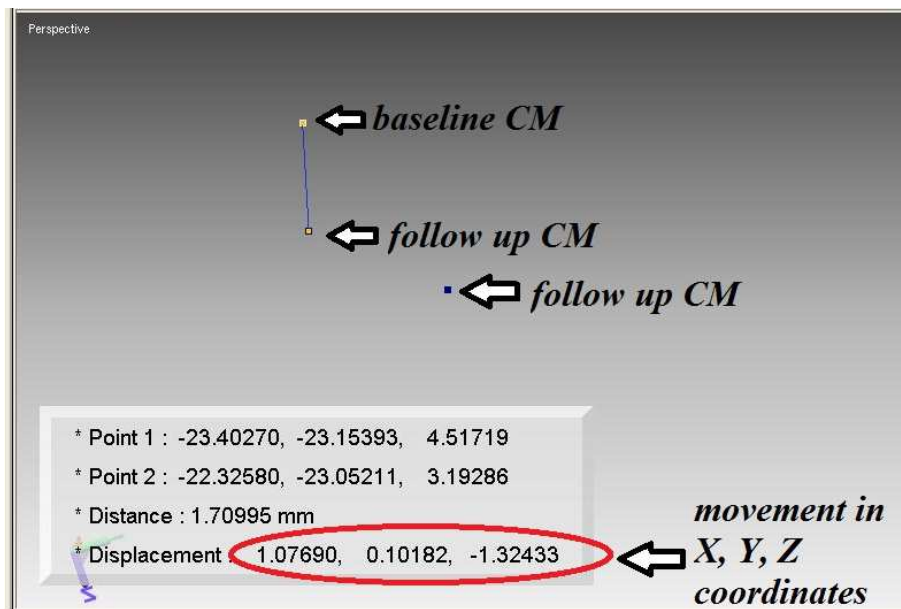 Perspective
baseline CM
follow up CM
follow up CM
* Point 1 : -23.40270, -23.15393, 4.51719
* Point 2 : -22.32580, -23.05211, 3.19286
* Distance : 1.70995 mm
* Displacement : 1.07690, 0.10182, -1.32433
movement in
X, Y, Z
coordinates